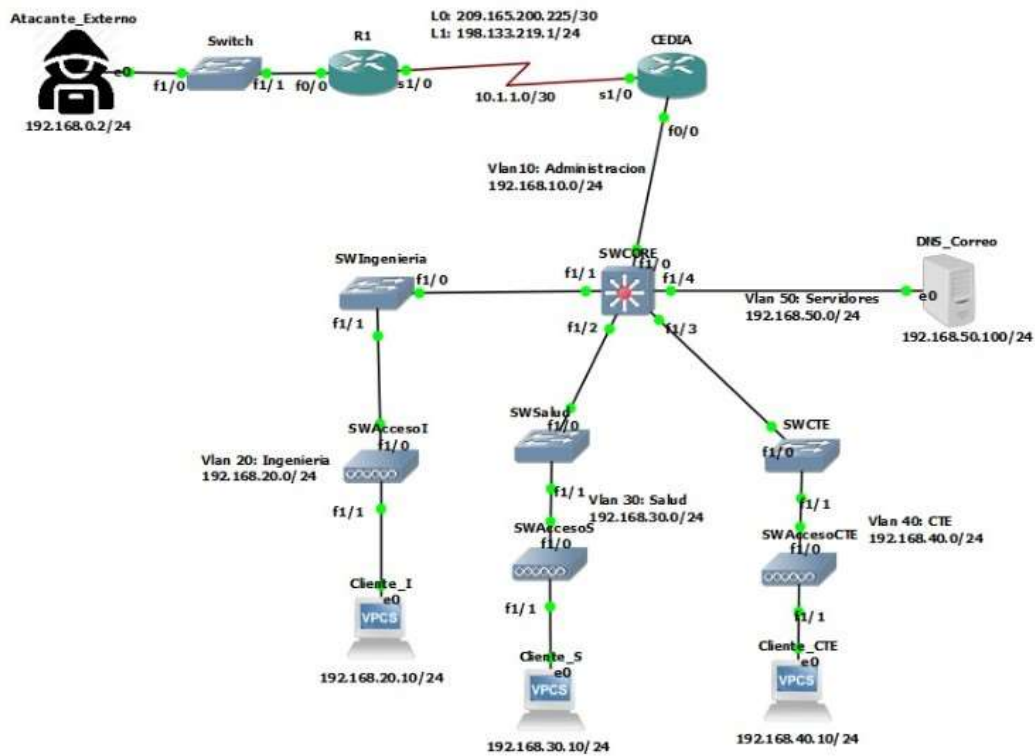 Atacante_Externo
e0
192.168.0.2/24
Switch
f1/0
f1/1
R1
f0/0
s1/0
L0: 209.165.200.225/30
L1: 198.133.219.1/24
10.1.1.0/30
CEDIA
s1/0
f0/0
Vlan10: Administracion
192.168.10.0/24
SWCORE
f1/0
f1/1
f1/4
f1/2
f1/3
DNS_Correo
e0
Vlan 50: Servidores
192.168.50.0/24
192.168.50.100/24
SWIngenieria
f1/0
f1/1
SWAccesoI
f1/0
Vlan 20: Ingenieria
192.168.20.0/24
f1/1
Cliente_I
e0
VPCS
192.168.20.10/24
SWSalud
f1/0
f1/1
Vlan 30: Salud
192.168.30.0/24
SWAccesoS
f1/0
f1/1
Cliente_S
e0
VPCS
192.168.30.10/24
SWCTE
f1/0
f1/1
Vlan 40: CTE
192.168.40.0/24
SWAccesoCTE
f1/0
f1/1
Cliente_CTE
e0
VPCS
192.168.40.10/24